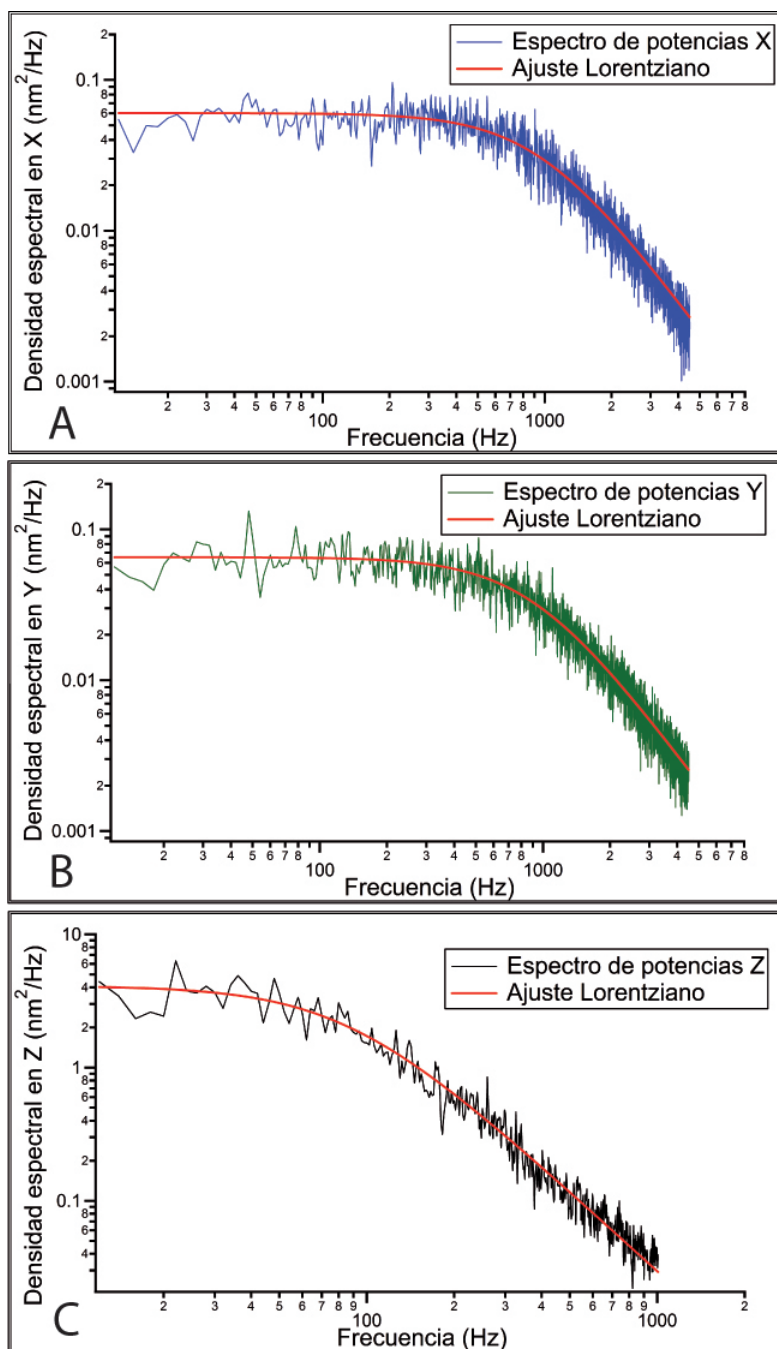 Espectro de potencias X
Ajuste Lorentziano
Densidad espectral en X (nm²/Hz)
2
0.1
8
6
4
2
0.01
8
6
4
2
0.001
2 3 4 5 6 7 8 100 2 3 4 5 6 7 8 1000 2 3 4 5 6 7 8
Frecuencia (Hz)
A
Espectro de potencias Y
Ajuste Lorentziano
Densidad espectral en Y (nm²/Hz)
2
0.1
8
6
4
2
0.01
8
6
4
2
0.001
2 3 4 5 6 7 8 100 2 3 4 5 6 7 8 1000 2 3 4 5 6 7 8
Frecuencia (Hz)
B
Espectro de potencias Z
Ajuste Lorentziano
Densidad espectral en Z (nm²/Hz)
10
8
6
4
2
1
8
6
4
2
0.1
8
6
4
2 3 4 5 6 7 8 9 100 2 3 4 5 6 7 8 9 1000 2
Frecuencia (Hz)
C